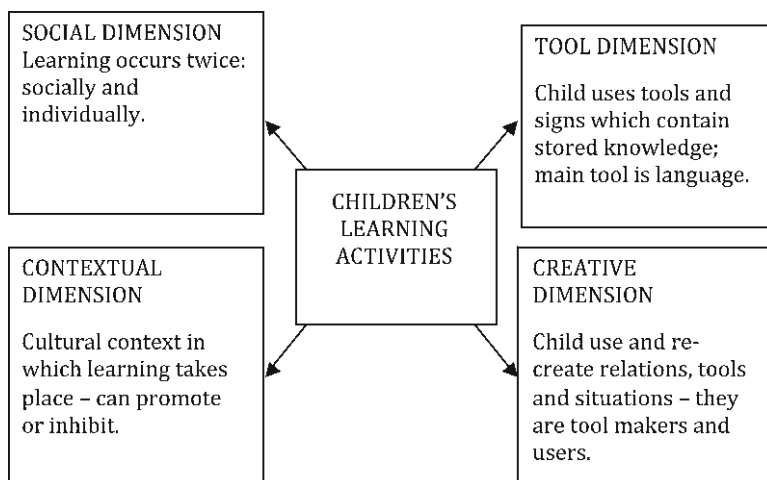 SOCIAL DIMENSION
Learning occurs twice:
socially and
individually.
TOOL DIMENSION
Child uses tools and
signs which contain
stored knowledge;
main tool is language.
CHILDREN'S
LEARNING
ACTIVITIES
CONTEXTUAL
DIMENSION
Cultural context in
which learning takes
place – can promote
or inhibit.
CREATIVE
DIMENSION
Child use and re-
create relations, tools
and situations – they
are tool makers and
users.